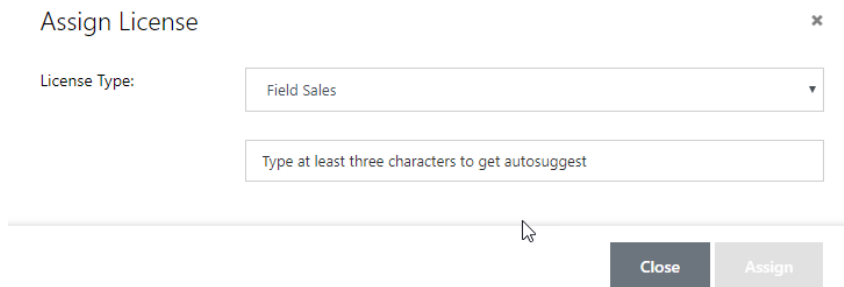 Assign License
License Type:
Field Sales
Type at least three characters to get autosuggest
Close
Assign